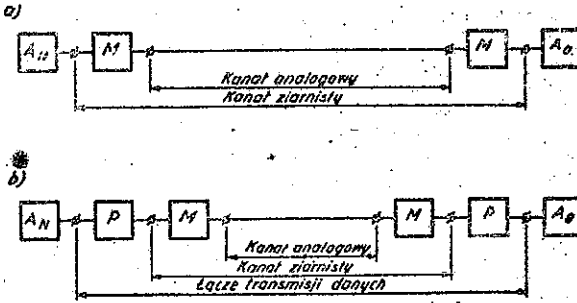 a)
A_N M M A_O
Kanał analogowy
Kanał ziarnisty
b)
A_N P M M P A_O
Kanał analogowy
Kanał ziarnisty
Łącze transmisji danych